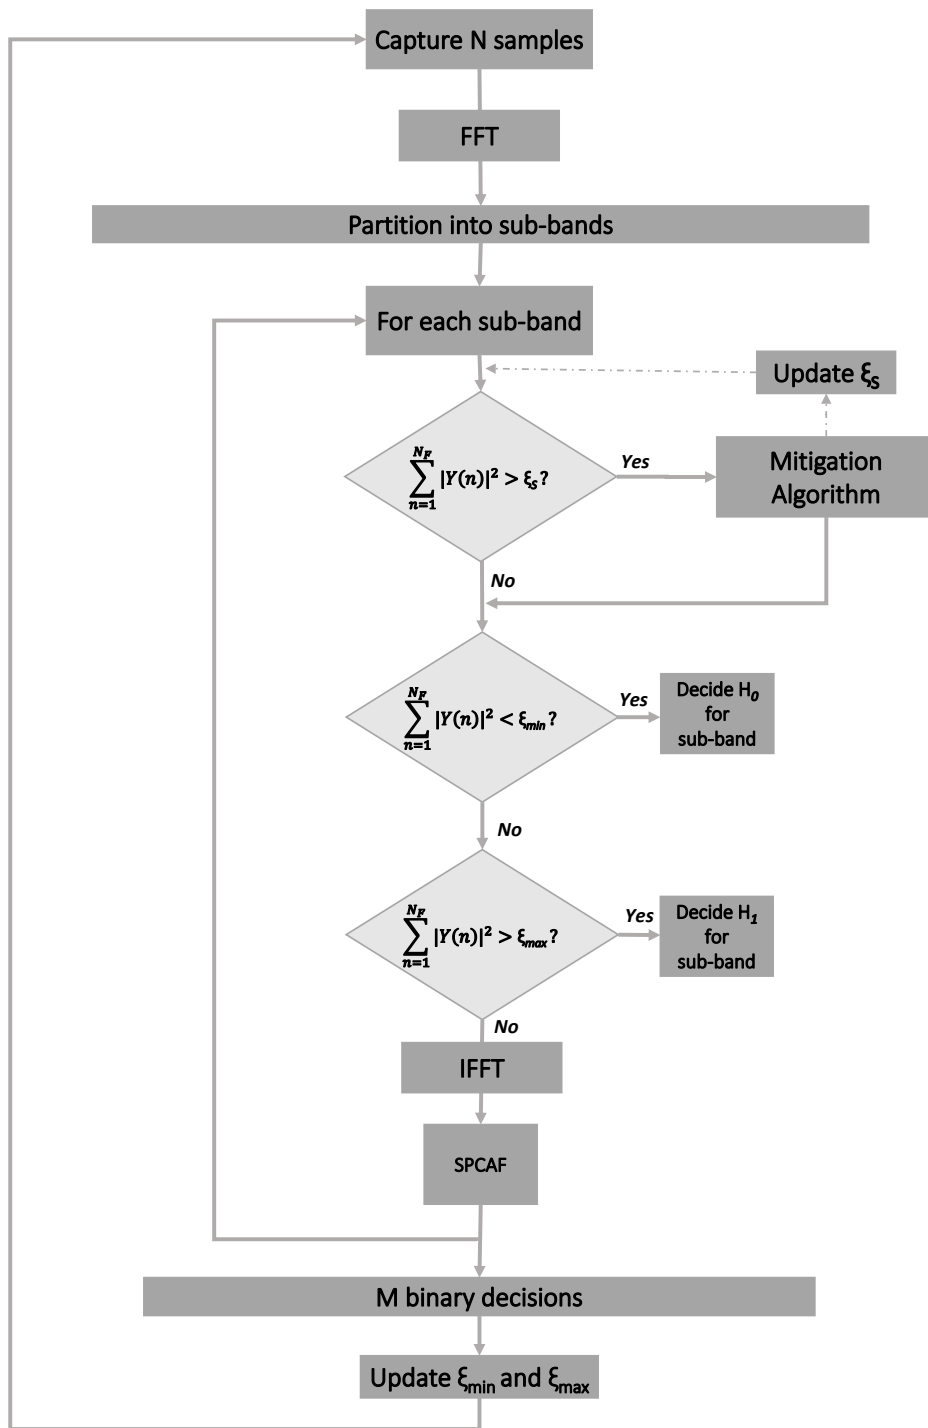 Capture N samples
FFT
Partition into sub-bands
For each sub-band
Update ξs
∑_{n=1}^{N_F} |Y(n)|² > ξs?
Yes
Mitigation
Algorithm
No
∑_{n=1}^{N_F} |Y(n)|² < ξmin?
Yes
Decide H0
for
sub-band
No
∑_{n=1}^{N_F} |Y(n)|² > ξmax?
Yes
Decide H1
for
sub-band
No
IFFT
SPCAF
M binary decisions
Update ξmin and ξmax